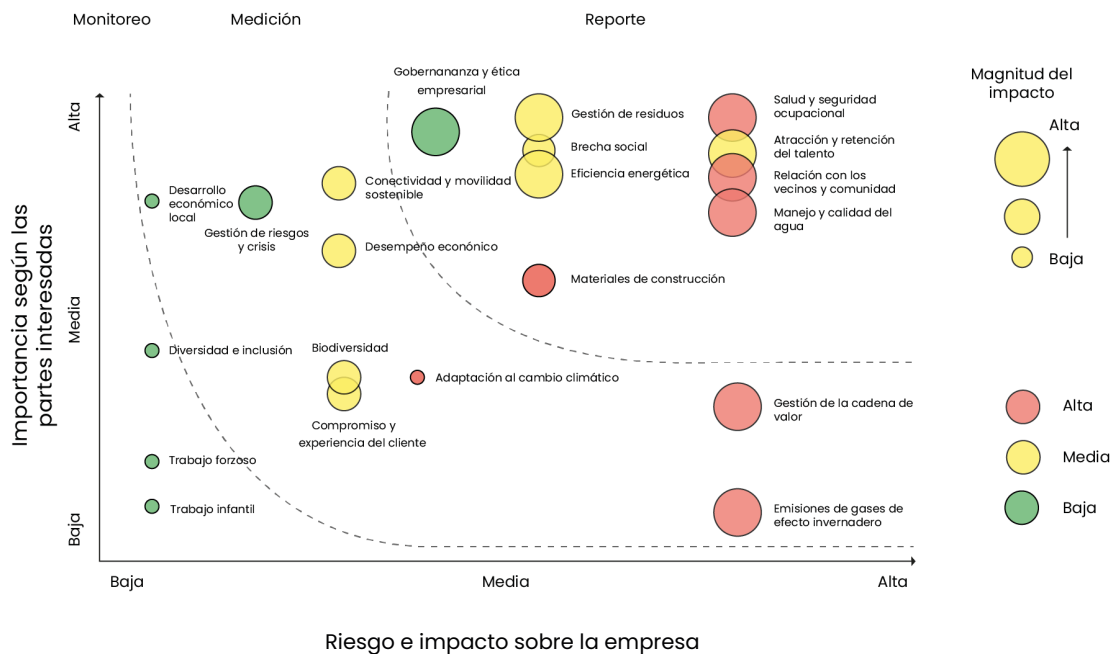 Monitoreo
Medición
Reporte
Gobernananza y ética
empresarial
Magnitud del
impacto
Alta
Baja
Alta
Media
Baja
Importancia según las
partes interesadas
Gestión de residuos
Brecha social
Eficiencia energética
Salud y seguridad
ocupacional
Atracción y retención
del talento
Relación con los
vecinos y comunidad
Manejo y calidad del
agua
Conectividad y movilidad
sostenible
Desarrollo
económico
local
Gestión de riesgos
y crisis
Desempeño económico
Materiales de construcción
Diversidad e inclusión
Biodiversidad
Adaptación al cambio climático
Compromiso y
experiencia del cliente
Gestión de la cadena de
valor
Trabajo forzoso
Trabajo infantil
Emisiones de gases de
efecto invernadero
Alta
Media
Baja
Baja
Media
Alta
Riesgo e impacto sobre la empresa